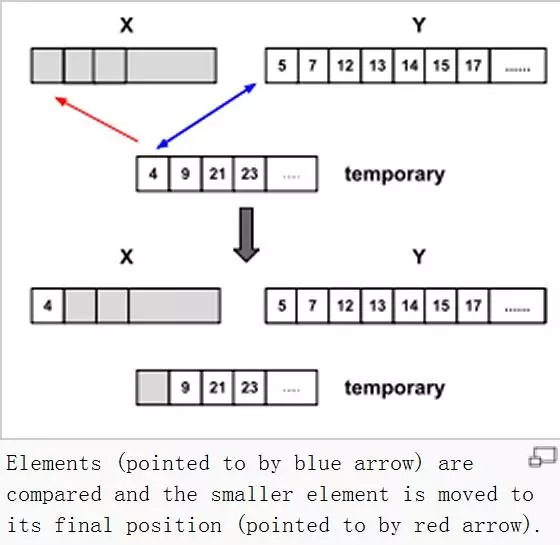 X Y
5 7 12 13 14 15 17 ......
4 9 21 23 .... temporary
X Y
4 5 7 12 13 14 15 17 ......
9 21 23 .... temporary
Elements (pointed to by blue arrow) are
compared and the smaller element is moved to
its final position (pointed to by red arrow).